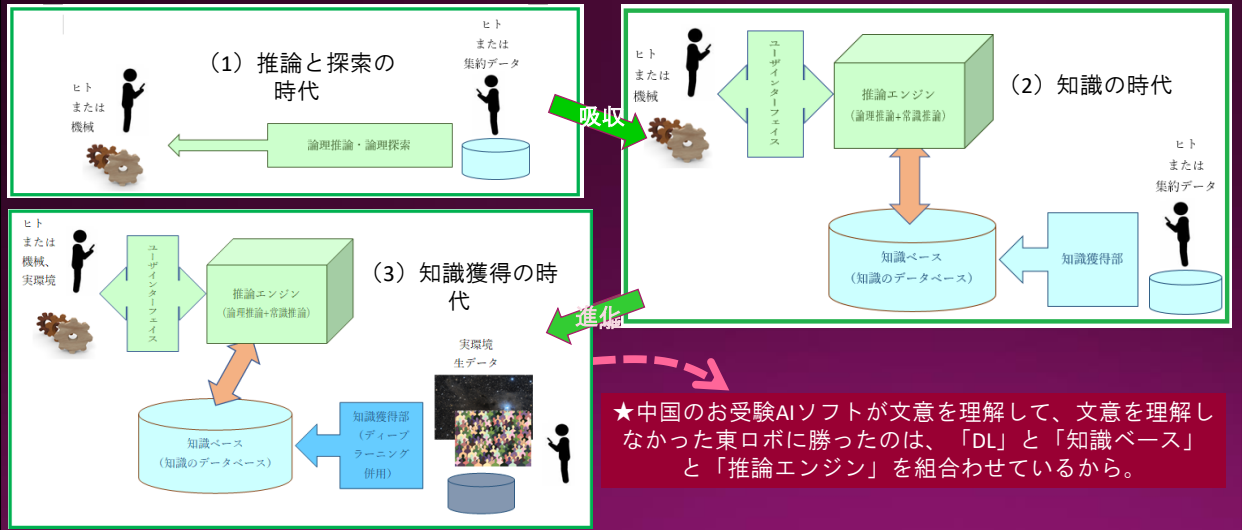 (1)推論と探索の
時代
ヒト
または
機械
ヒト
または
集約データ
論理推論・論理探索
吸収
(2)知識の時代
ヒト
または
機械
ユーザインターフェイス
推論エンジン
(論理推論+常識推論)
ヒト
または
集約データ
知識ベース
(知識のデータベース)
知識獲得部
進化
(3)知識獲得の時
代
ヒト
または
機械、
実環境
ユーザインターフェイス
推論エンジン
(論理推論+常識推論)
実環境
生データ
知識ベース
(知識のデータベース)
知識獲得部
(ディープ
ラーニング
併用)
★中国のお受験AIソフトが文意を理解して、文意を理解し
なかった東ロボに勝ったのは、「DL」と「知識ベース」
と「推論エンジン」を組合わせているから。